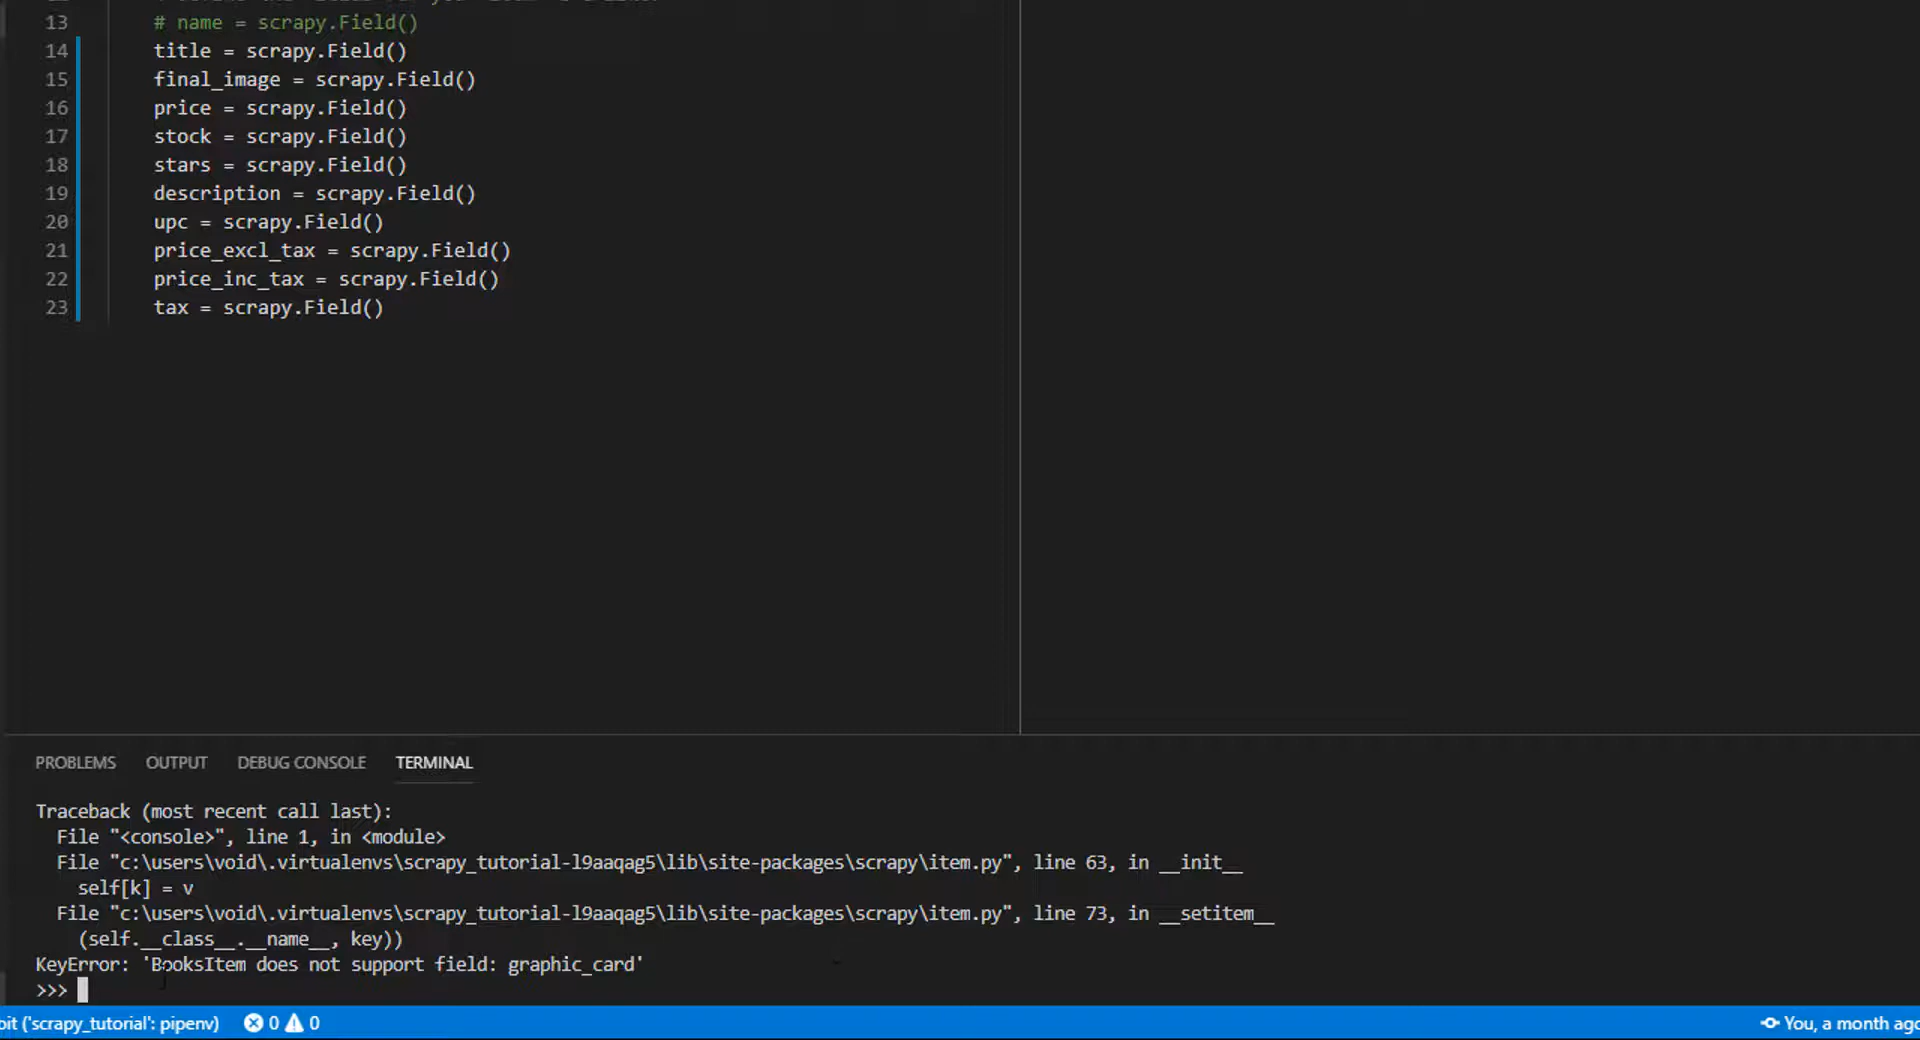 13 # name = scrapy.Field()
14 title = scrapy.Field()
15 final_image = scrapy.Field()
16 price = scrapy.Field()
17 stock = scrapy.Field()
18 stars = scrapy.Field()
19 description = scrapy.Field()
20 upc = scrapy.Field()
21 price_excl_tax = scrapy.Field()
22 price_inc_tax = scrapy.Field()
23 tax = scrapy.Field()
PROBLEMS OUTPUT DEBUG CONSOLE TERMINAL
Traceback (most recent call last):
File "<console>", line 1, in <module>
File "c:\users\void\.virtualenvs\scrapy_tutorial-l9aaqag5\lib\site-packages\scrapy\item.py", line 63, in __init__
self[k] = v
File "c:\users\void\.virtualenvs\scrapy_tutorial-l9aaqag5\lib\site-packages\scrapy\item.py", line 73, in __setitem__
(self.__class__.__name__, key))
KeyError: 'BooksItem does not support field: graphic_card'
>>>
bit ('scrapy_tutorial': pipenv) 0 0 You, a month ago